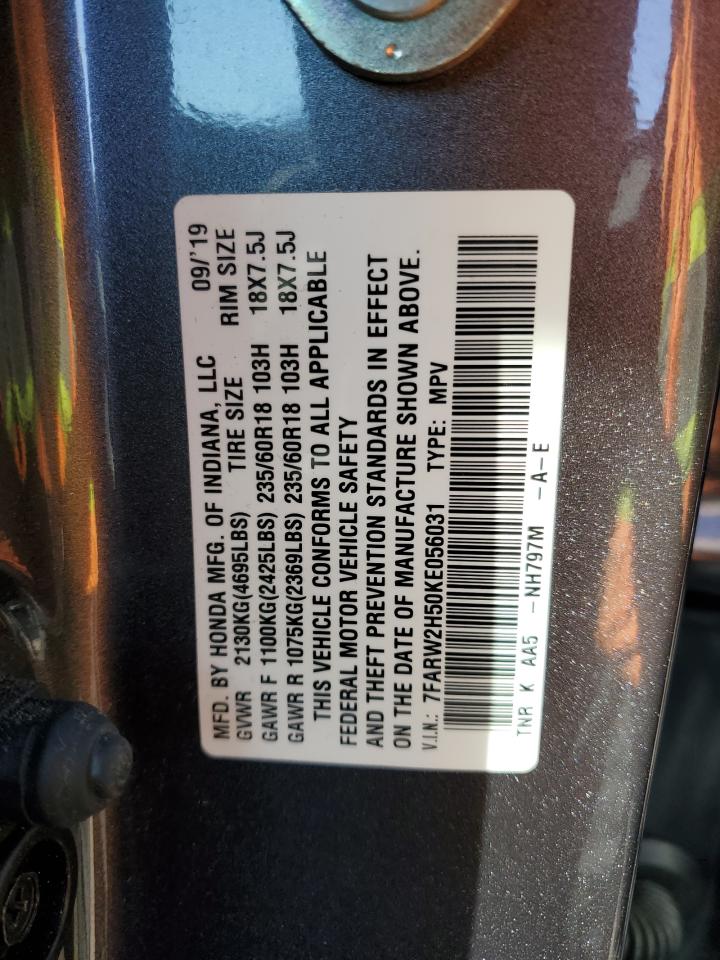 MFD. BY HONDA MFG. OF INDIANA, LLC 09/'19
GVWR 2130KG(4695LBS) TIRE SIZE RIM SIZE
GAWR F 1100KG(2425LBS) 235/60R18 103H 18X7.5J
GAWR R 1075KG(2369LBS) 235/60R18 103H 18X7.5J
THIS VEHICLE CONFORMS TO ALL APPLICABLE
FEDERAL MOTOR VEHICLE SAFETY
AND THEFT PREVENTION STANDARDS IN EFFECT
ON THE DATE OF MANUFACTURE SHOWN ABOVE.
V.I.N.: 7FARW2H50KE056031 TYPE: MPV
TNR K AA5 -NH797M -A-E